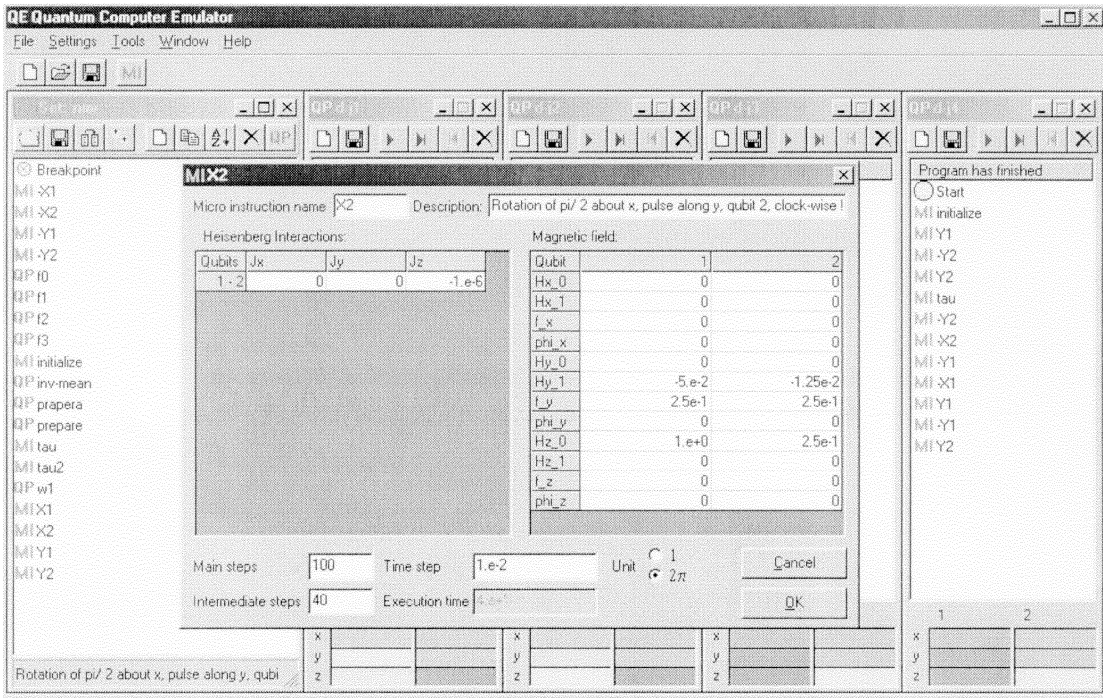 QE Quantum Computer Emulator
File Settings Tools Window Help
MI
QP
Breakpoint
MI -X1
MI -X2
MI -Y1
MI -Y2
QP f0
QP f1
QP f2
QP f3
MI initialize
QP inv-mean
QP prapera
QP prepare
MI tau
MI tau2
QP w1
MI X1
MI X2
MI Y1
MI Y2
Rotation of pi/ 2 about x, pulse along y, qubi
MI X2
Micro instruction name X2 Description: Rotation of pi/ 2 about x, pulse along y, qubit 2, clock-wise !
Heisenberg Interactions:
Qubits Jx Jy Jz
1 - 2 0 0 -1.e-6
Magnetic field:
Qubit 1 2
Hx_0 0 0
Hx_1 0 0
f_x 0 0
phi_x 0 0
Hy_0 0 0
Hy_1 -5.e-2 -1.25e-2
f_y 2.5e-1 2.5e-1
phi_y 0 0
Hz_0 1.e+0 2.5e-1
Hz_1 0 0
f_z 0 0
phi_z 0 0
Main steps 100 Time step 1.e-2 Unit 1
2π
Cancel
Intermediate steps 40 Execution time
OK
x
y
z
x
y
z
x
y
z
Program has finished
Start
MI initialize
MI Y1
MI -Y2
MI Y2
MI tau
MI -Y2
MI -X2
MI -Y1
MI -X1
MI Y1
MI -Y1
MI Y2
1 2
x
y
z